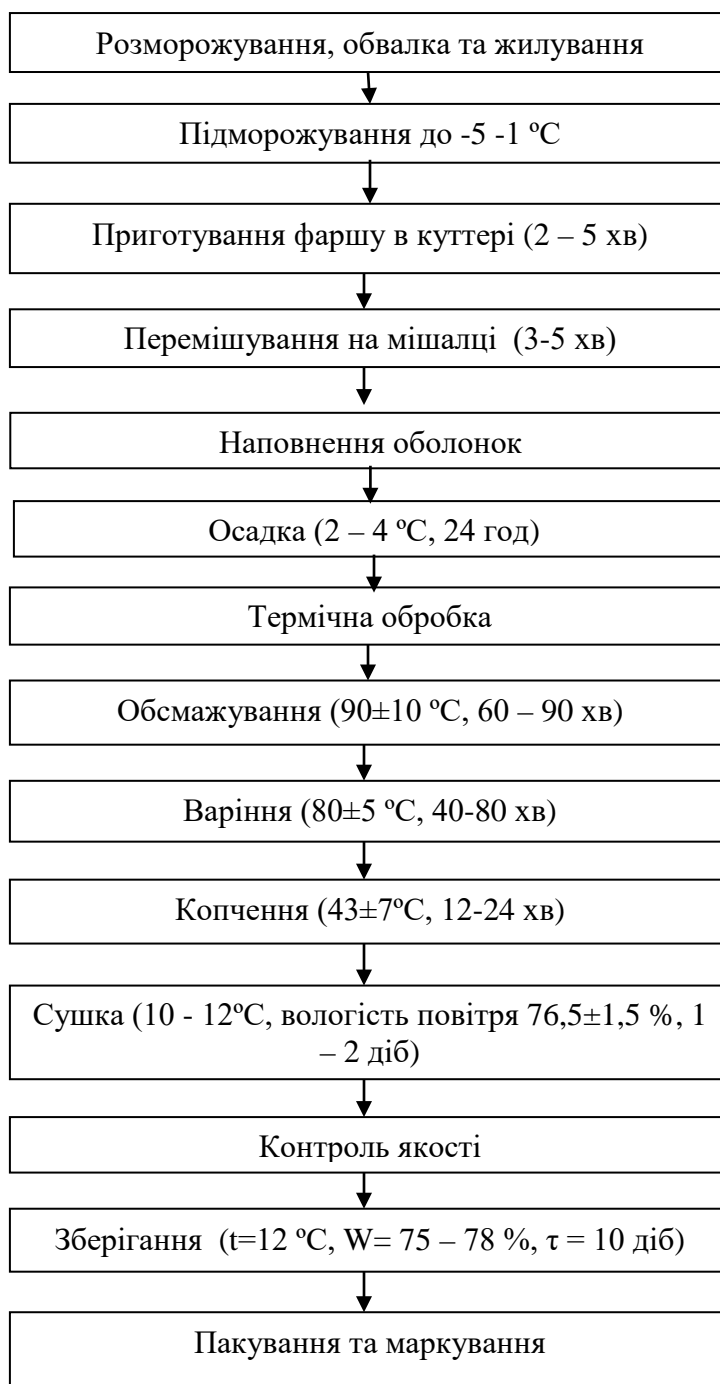 Розморожування, обвалка та жилування
Підморожування до -5 -1 ºС
Приготування фаршу в куттері (2 – 5 хв)
Перемішування на мішалці (3-5 хв)
Наповнення оболонок
Осадка (2 – 4 ºС, 24 год)
Термічна обробка
Обсмажування (90±10 ºС, 60 – 90 хв)
Варіння (80±5 ºС, 40-80 хв)
Копчення (43±7ºС, 12-24 хв)
Сушка (10 - 12ºС, вологість повітря 76,5±1,5 %, 1
– 2 діб)
Контроль якості
Зберігання (t=12 ºС, W= 75 – 78 %, τ = 10 діб)
Пакування та маркування